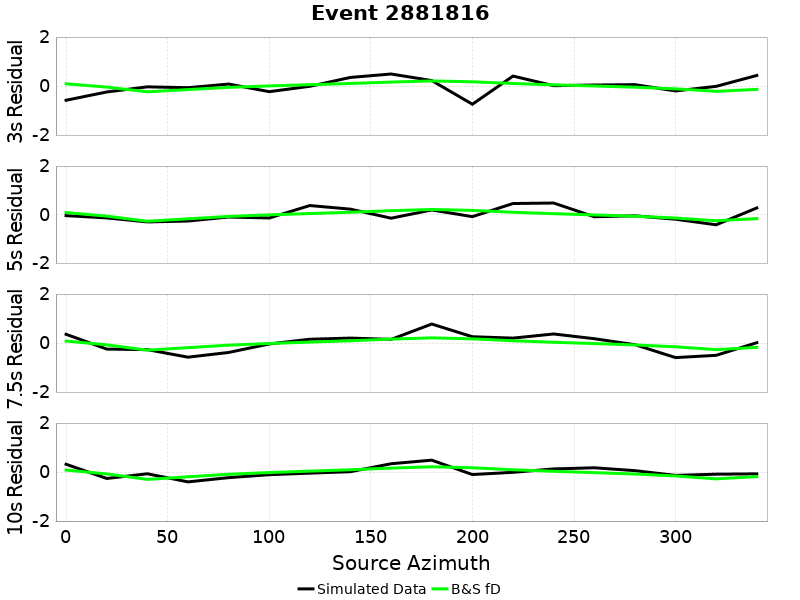 Event 2881816
3s Residual
2
0
-2
5s Residual
2
0
-2
7.5s Residual
2
0
-2
10s Residual
2
0
-2
0 50 100 150 200 250 300
Source Azimuth
Simulated Data B&S fD